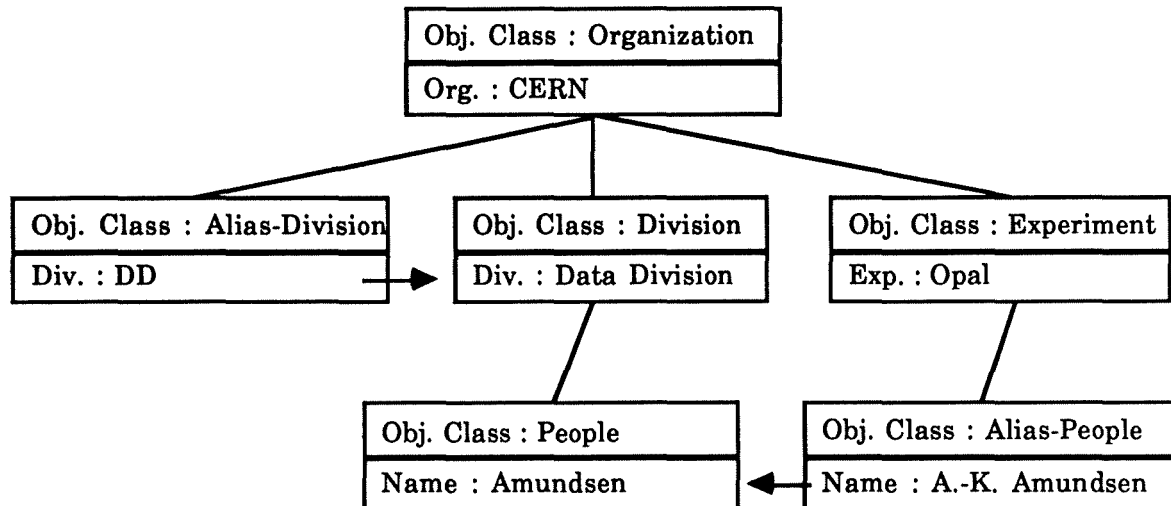 Obj. Class : Organization
Org. : CERN
Obj. Class : Alias-Division
Div. : DD
Obj. Class : Division
Div. : Data Division
Obj. Class : Experiment
Exp. : Opal
Obj. Class : People
Name : Amundsen
Obj. Class : Alias-People
Name : A.-K. Amundsen